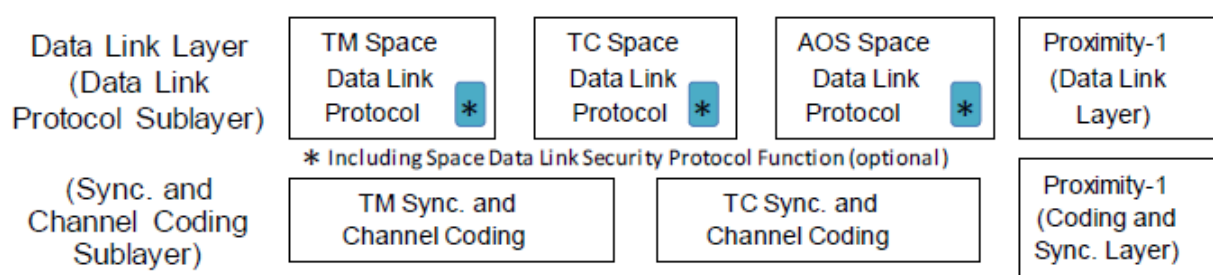 Data Link Layer
(Data Link
Protocol Sublayer)
TM Space
Data Link
Protocol *
TC Space
Data Link
Protocol *
AOS Space
Data Link
Protocol *
Proximity-1
(Data Link
Layer)
* Including Space Data Link Security Protocol Function (optional)
(Sync. and
Channel Coding
Sublayer)
TM Sync. and
Channel Coding
TC Sync. and
Channel Coding
Proximity-1
(Coding and
Sync. Layer)